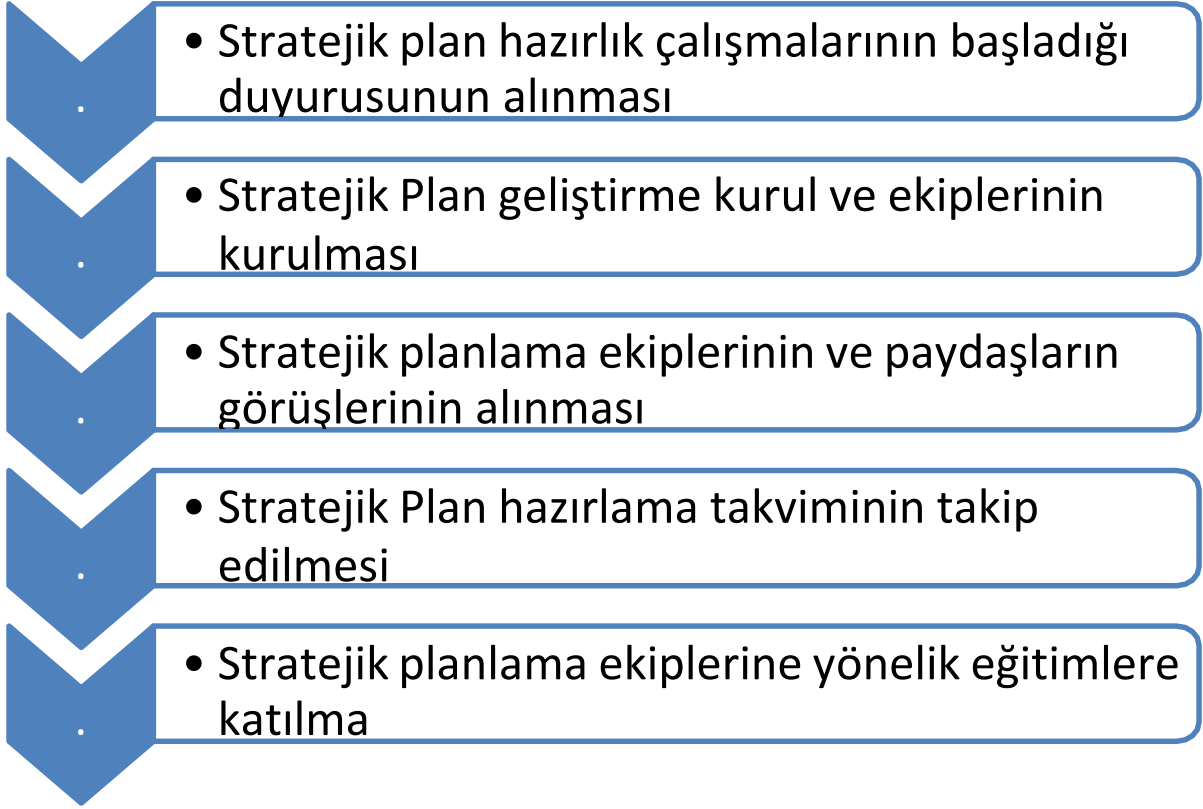 • Stratejik plan hazırlık çalışmalarının başladığı
duyurusunun alınması
.
• Stratejik Plan geliştirme kurul ve ekiplerinin
kurulması
.
• Stratejik planlama ekiplerinin ve paydaşların
görüşlerinin alınması
.
• Stratejik Plan hazırlama takviminin takip
edilmesi
.
• Stratejik planlama ekiplerine yönelik eğitimlere
katılma
.